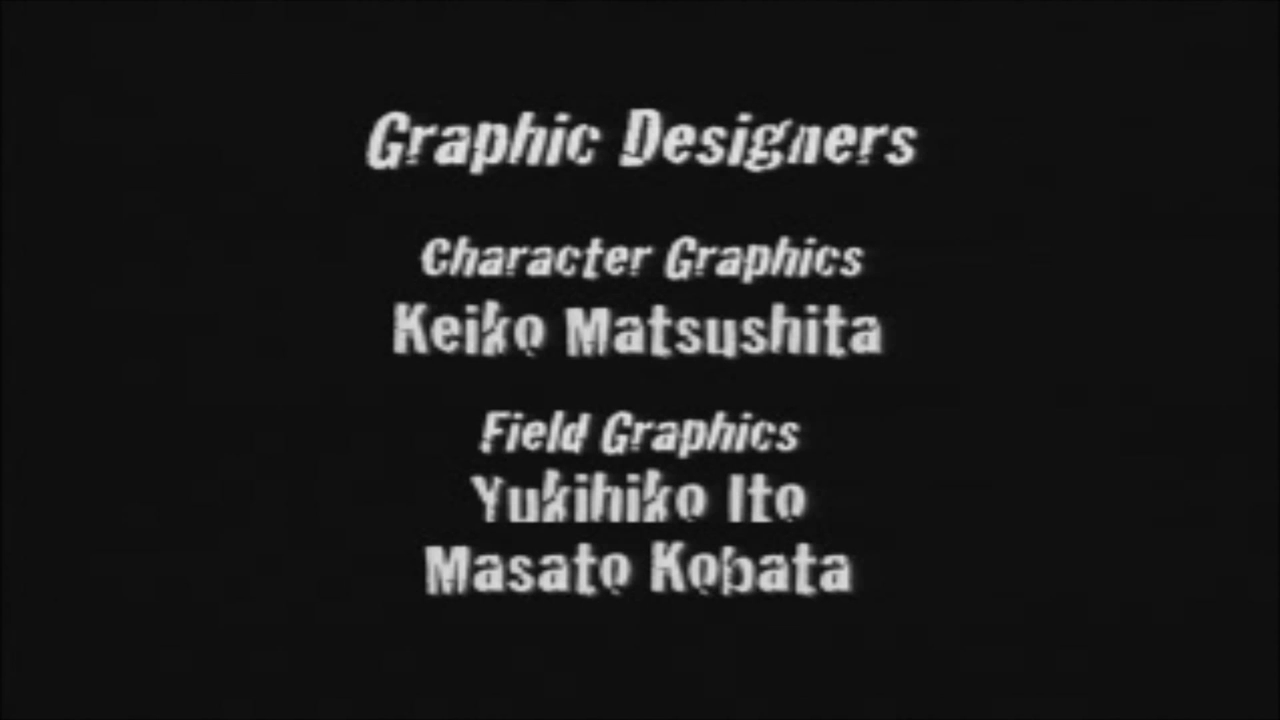 Graphic Designers
Character Graphics
Keiko Matsushita
Field Graphics
Yukihiko Ito
Masato Kobata